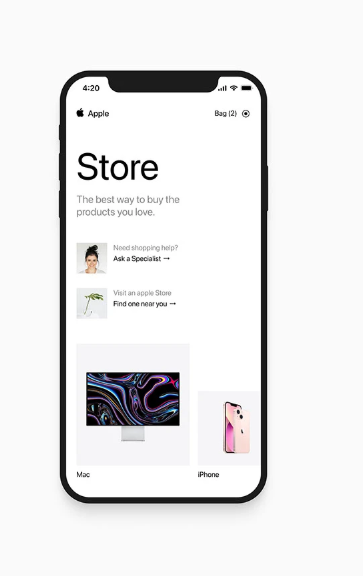 4:20
Apple
Bag (2)
Store
The best way to buy the
products you love.
Need shopping help?
Ask a Specialist →
Visit an apple Store
Find one near you →
Mac
iPhone